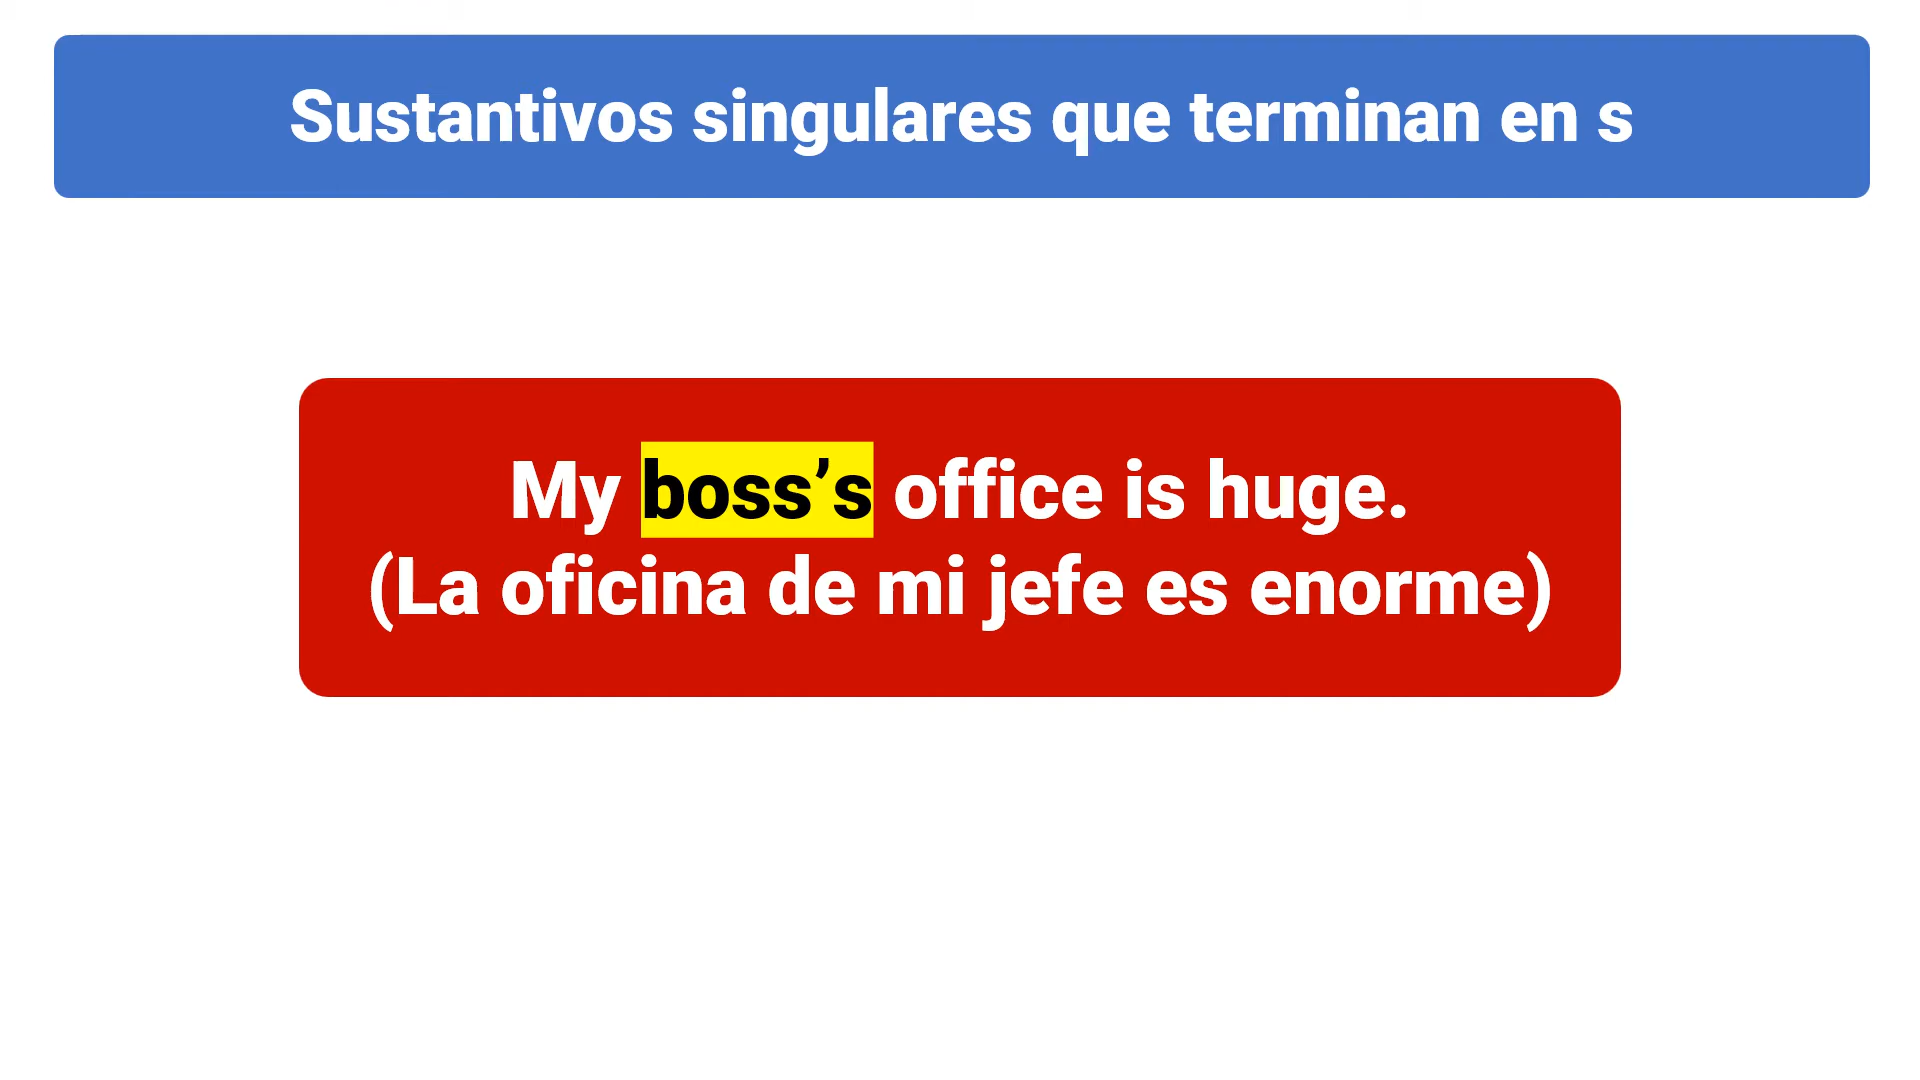 Sustantivos singulares que terminan en s
My boss’s office is huge.
(La oficina de mi jefe es enorme)